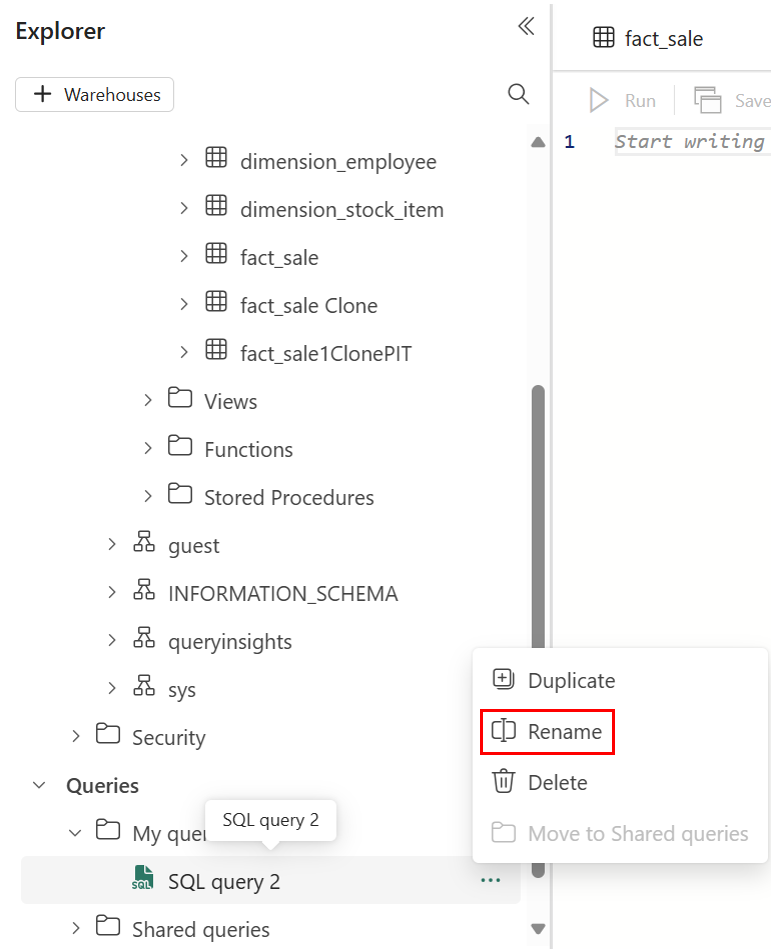 Explorer
fact_sale
Warehouses
Run
Save
1
Start writing
dimension_employee
dimension_stock_item
fact_sale
fact_sale Clone
fact_sale1ClonePIT
Views
Functions
Stored Procedures
guest
INFORMATION_SCHEMA
queryinsights
sys
Duplicate
Rename
Security
Delete
Queries
SQL query 2
My quer
Move to Shared queries
SQL
SQL query 2
Shared queries